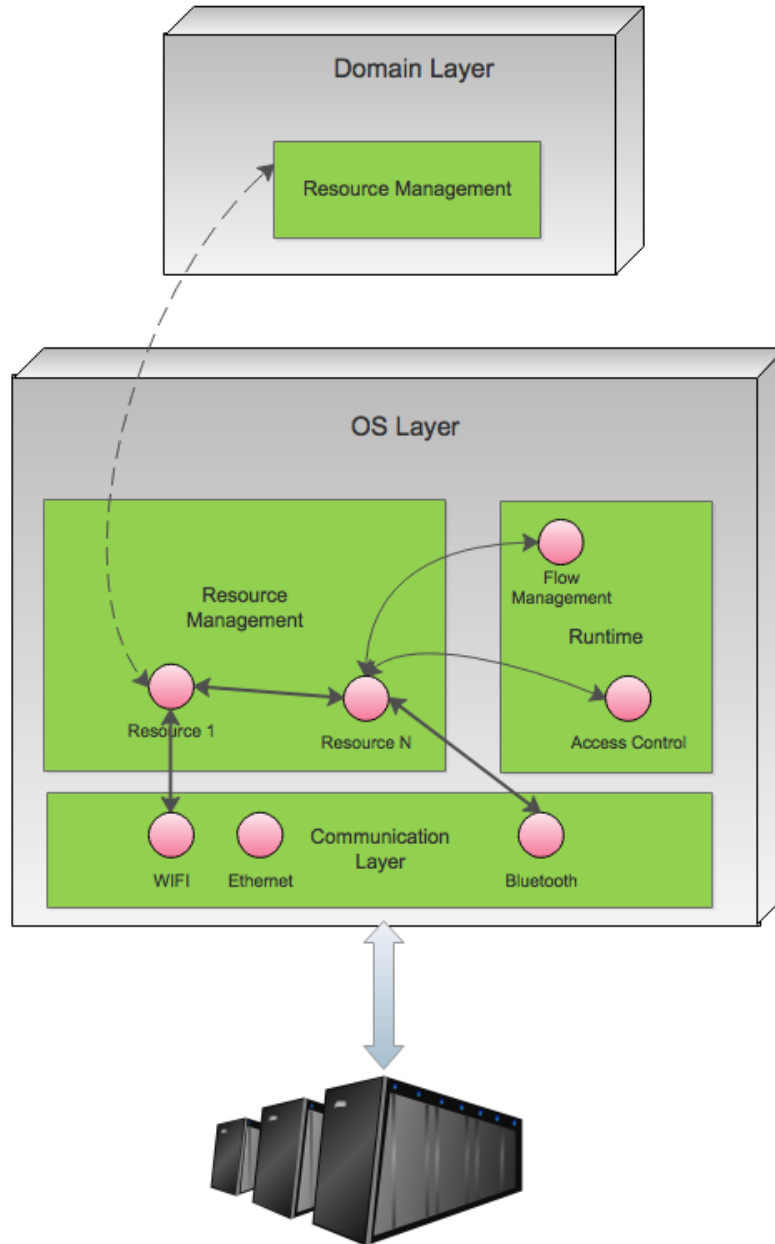 Domain Layer
Resource Management
OS Layer
Resource
Management
Resource 1
Resource N
Flow
Management
Runtime
Access Control
Communication
Layer
WIFI
Ethernet
Bluetooth